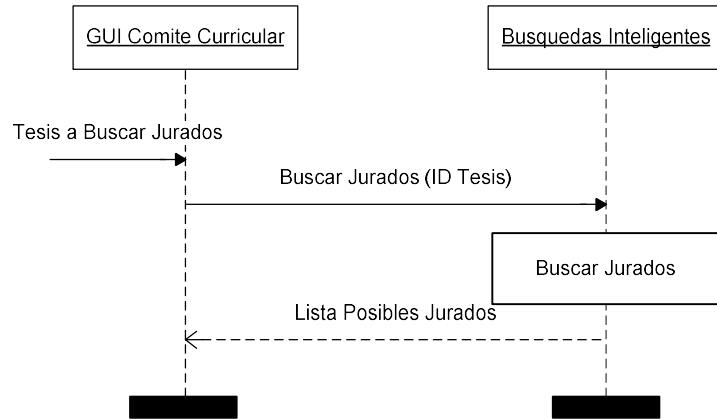 GUI Comite Curricular
Busquedas Inteligentes
Tesis a Buscar Jurados
Buscar Jurados (ID Tesis)
Buscar Jurados
Lista Posibles Jurados